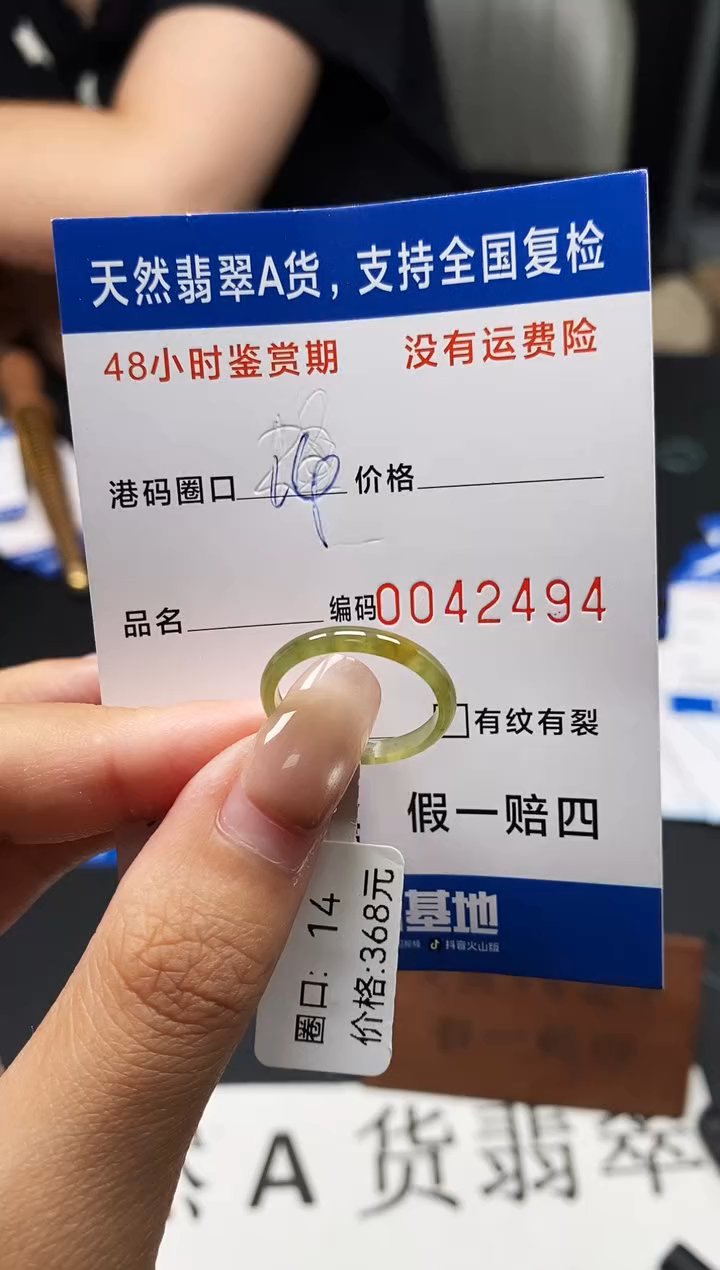 天然翡翠A货，支持全国复检
48小时鉴赏期 没有运费险
港码圈口 价格
品名 编码0042494
有纹有裂
假一赔四
基地
抖音火山版
圈口: 14
价格:368元
A货翡翠